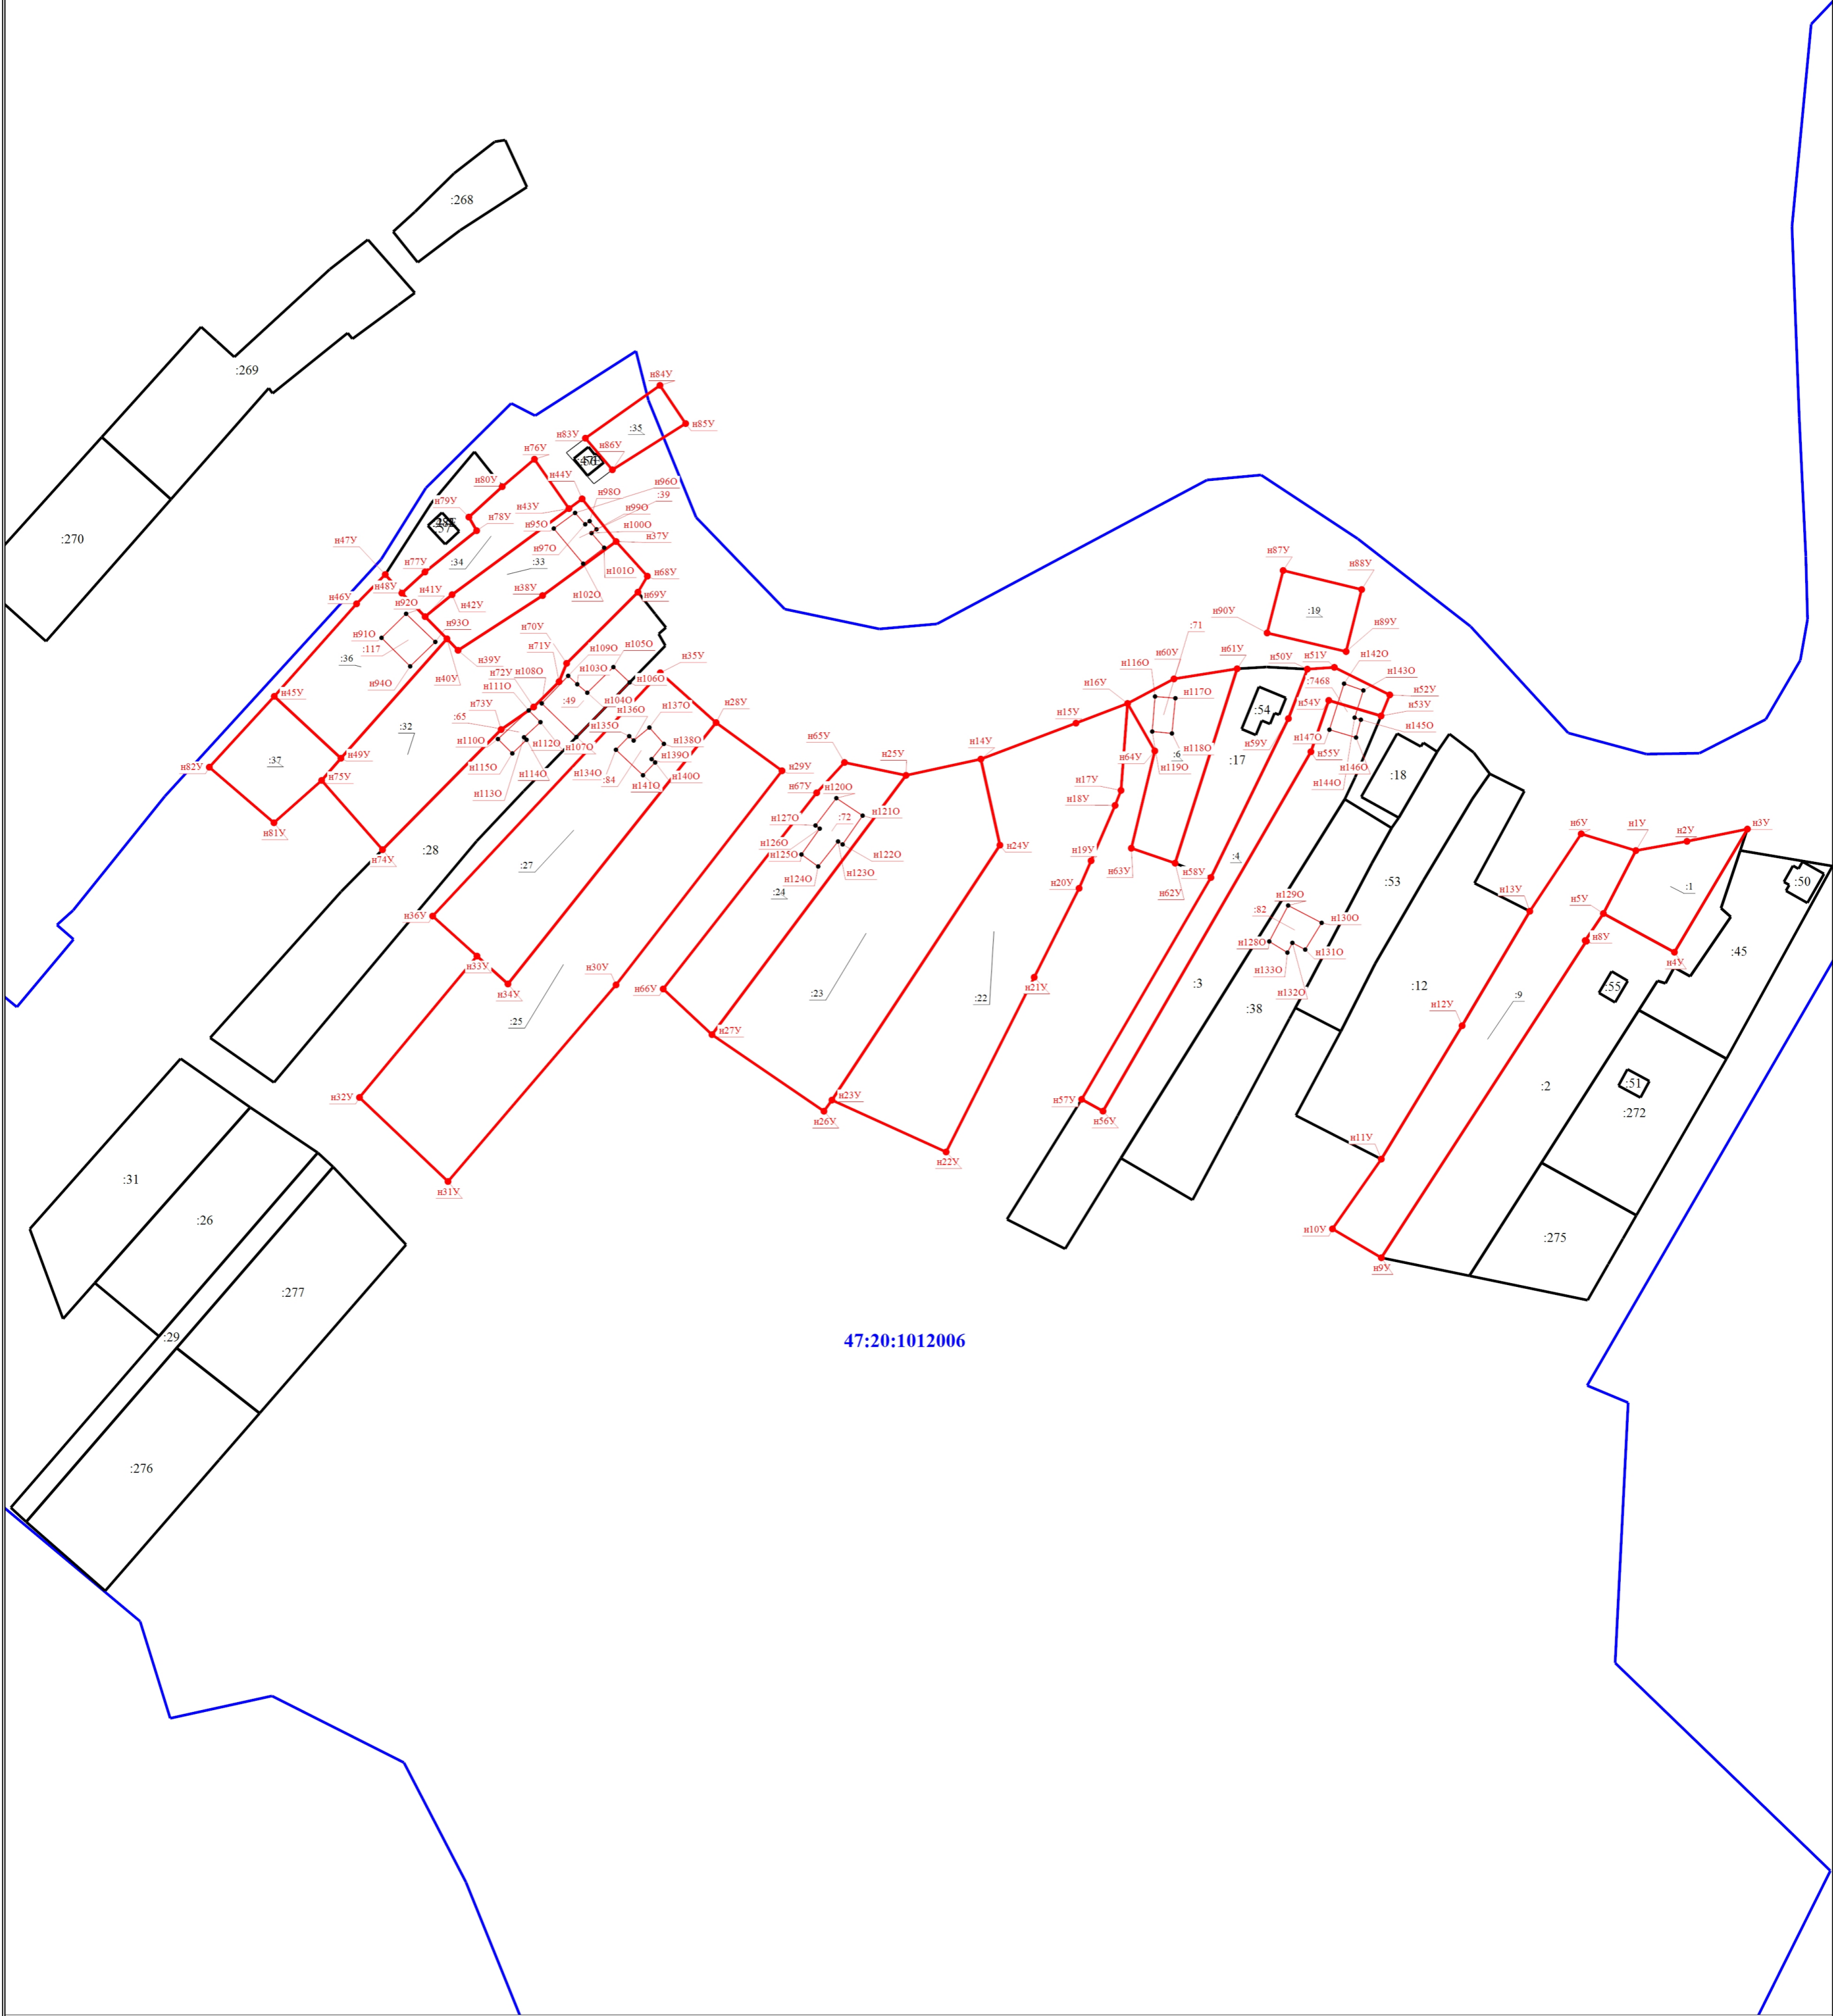 :268
:269
:270
н84У
н85У
:35
н83У
н86У
н76У
н44У
н80У
н96О
:39
н98О
н79У
н78У
н43У
н99О
н95О
н100О
н37У
н97О
н47У
:34
:33
н77У
н101О
н68У
н48У
н41У
н38У
н102О
н69У
н46У
н92О
н42У
н93О
н91О
:117
н70У
:36
н39У
н71У
н109О
н105О
н94О
н40У
н72У
н108О
н103О
н35У
н106О
н45У
н111О
:49
н104О
н73У
н136О
н137О
н28У
:65
н135О
:32
н110О
н112О
н107О
н138О
н49У
н139О
:37
н115О
н114О
н134О
:84
н140О
н82У
н75У
н113О
н141О
н29У
н81У
н74У
:28
:27
н36У
н33У
н34У
:25
н30У
н32У
н31У
н65У
н25У
н67У
н120О
н127О
:72
н121О
н126О
н125О
н122О
н124О
н123О
:24
н66У
:23
н27У
н26У
н23У
н14У
н24У
:22
н22У
н15У
н16У
н17У
н18У
н19У
н20У
н21У
н87У
н88У
:19
н90У
н89У
:71
н60У
н61У
н50У
н51У
н142О
н116О
н143О
н117О
:7468
н52У
:54
н54У
н53У
н145О
н64У
н118О
н59У
н147О
:6
:17
н55У
н119О
н146О
н144О
:18
н63У
н58У
:4
н62У
:53
н129О
:82
н130О
н128О
н131О
н133О
н132О
:3
:38
:12
н57У
н56У
н6У
н1У
н2У
н3У
н13У
н5У
:1
:50
н8У
н4У
:45
:55
н12У
:9
:2
:51
:272
н11У
н10У
н9У
:275
:31
:26
:277
:29
:276
47:20:1012006